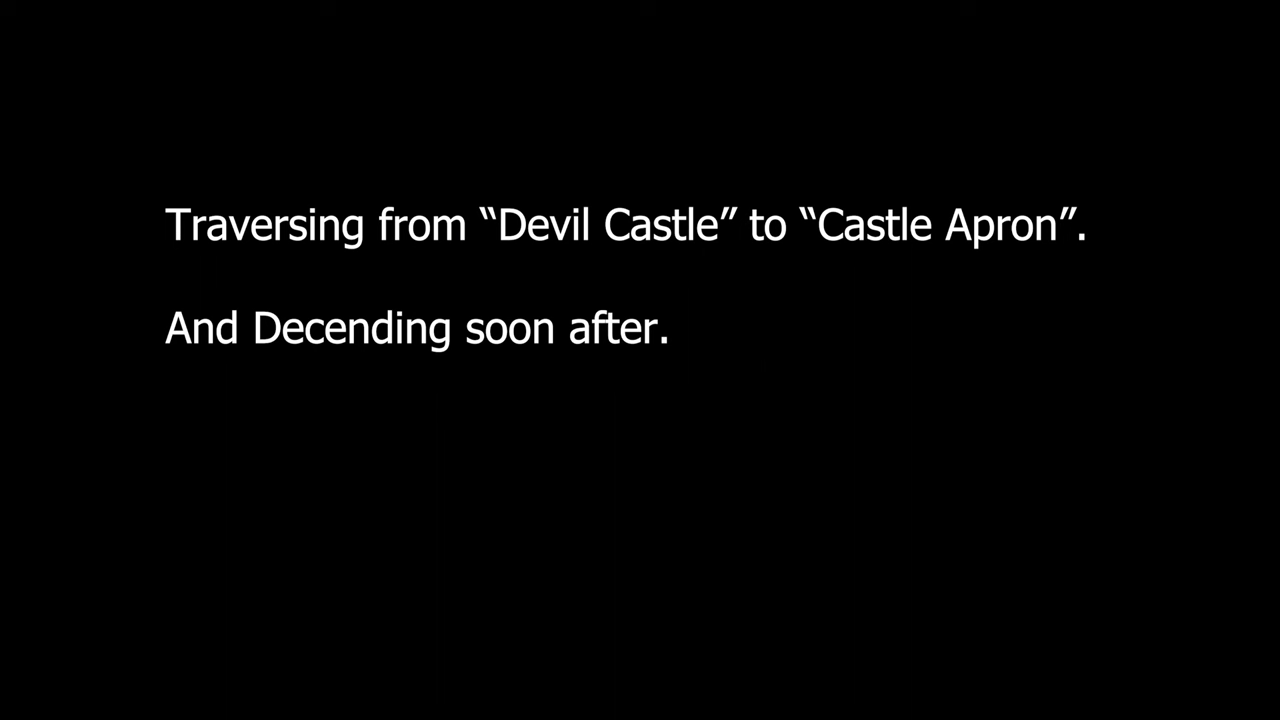 Traversing from “Devil Castle” to “Castle Apron”.
And Decending soon after.